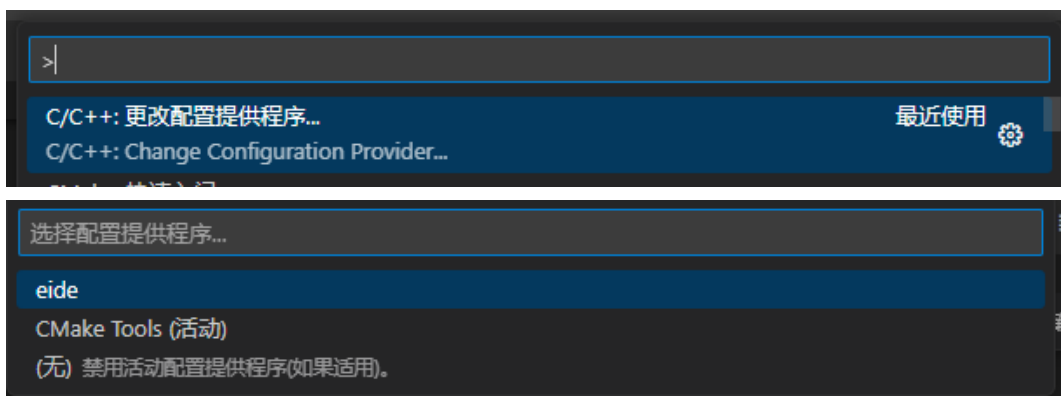 >
C/C++: 更改配置提供程序... 最近使用
C/C++: Change Configuration Provider...
选择配置提供程序...
eide
CMake Tools (活动)
(无) 禁用活动配置提供程序(如果适用)。